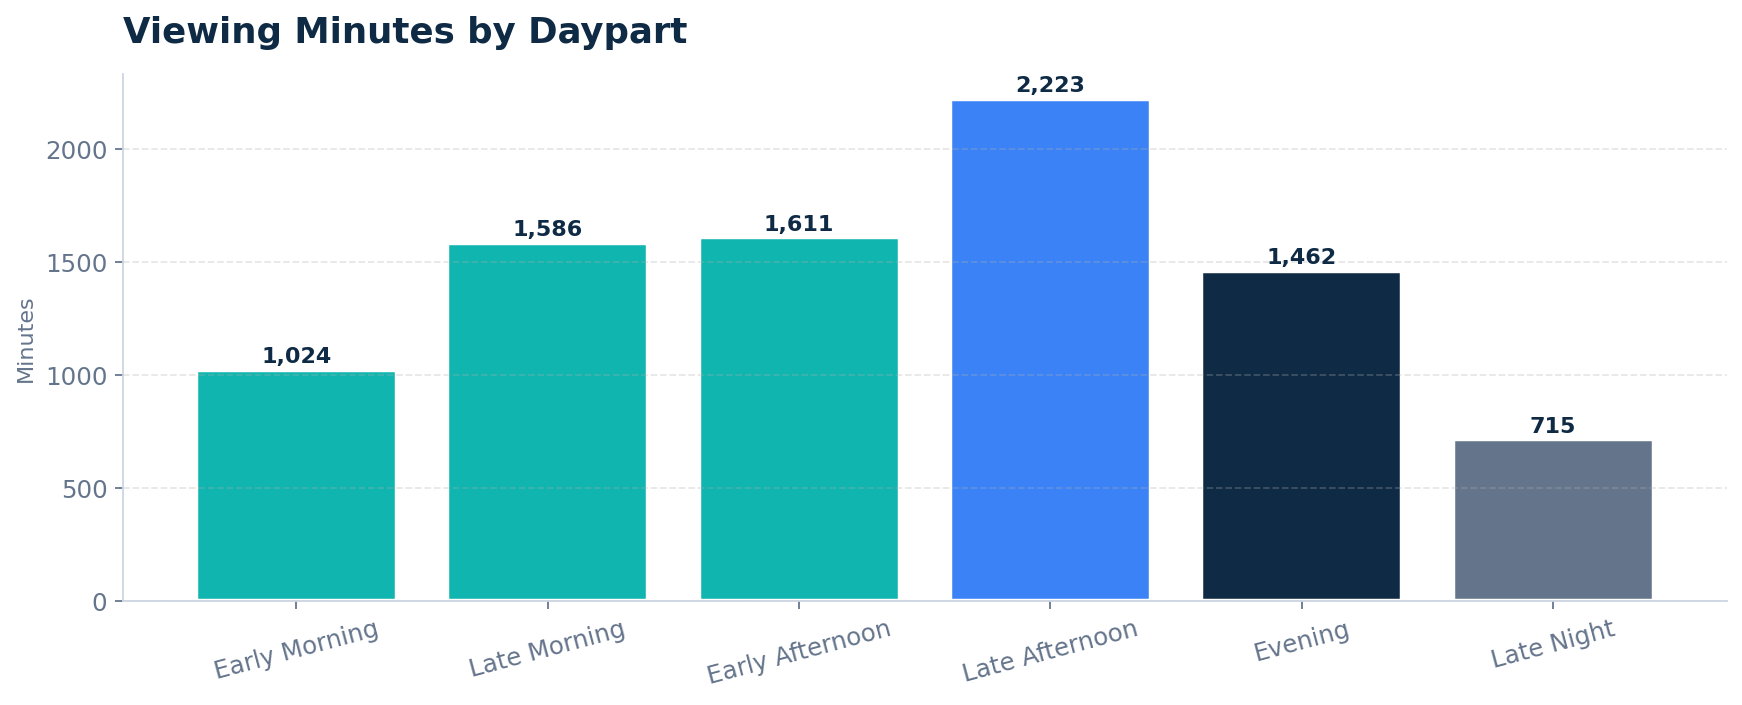 Viewing Minutes by Daypart
Minutes
2000
1500
1000
500
0
1,024
1,586
1,611
2,223
1,462
715
Early Morning
Late Morning
Early Afternoon
Late Afternoon
Evening
Late Night